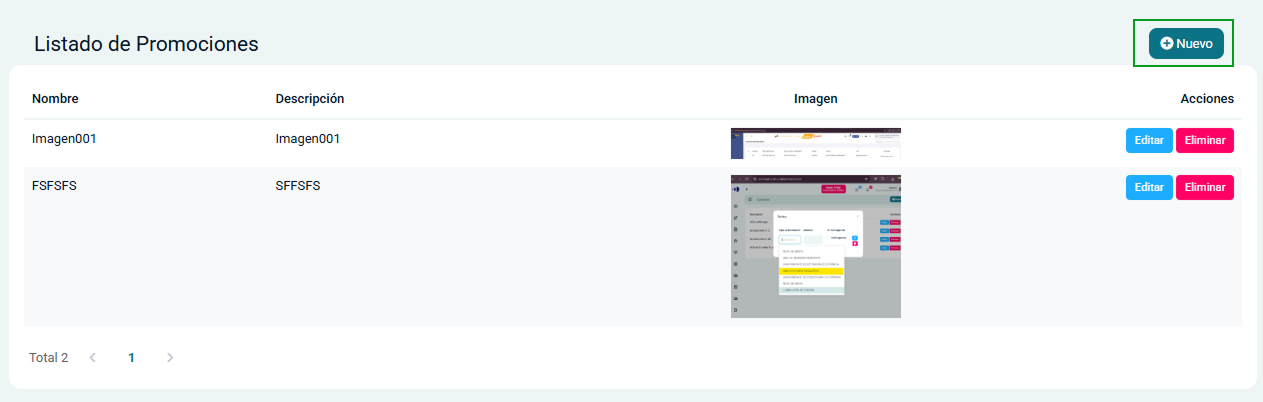 Listado de Promociones
Nuevo
Nombre Descripción Imagen Acciones
Imagen001 Imagen001 Editar Eliminar
FSFSFS SFFSFS Editar Eliminar
Total 2 1